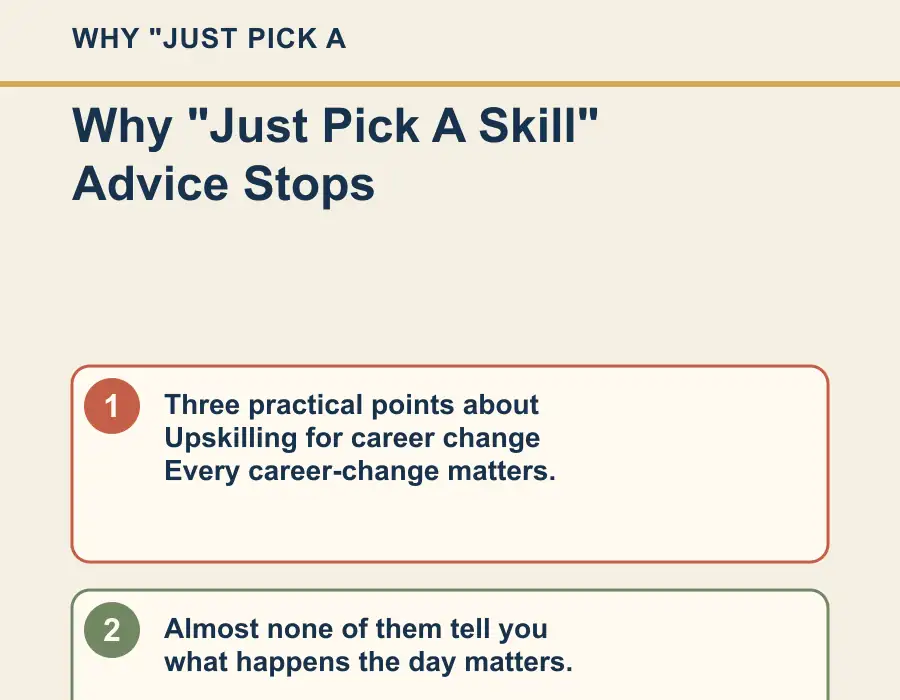 WHY "JUST PICK A
Why "Just Pick A Skill"
Advice Stops
1
Three practical points about
Upskilling for career change
Every career-change matters.
2
Almost none of them tell you
what happens the day matters.